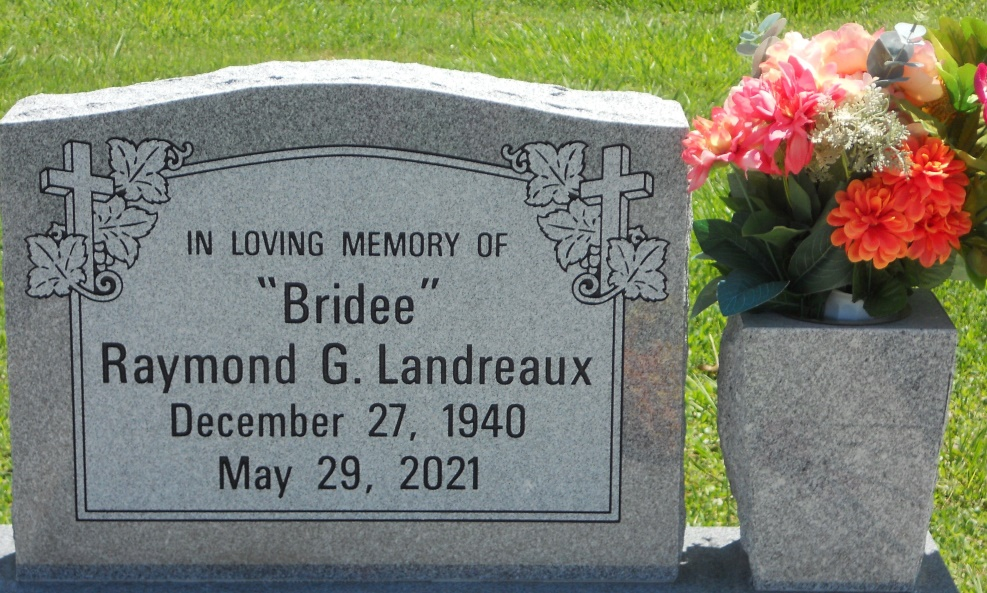 IN LOVING MEMORY OF
"Bridee"
Raymond G. Landreaux
December 27, 1940
May 29, 2021